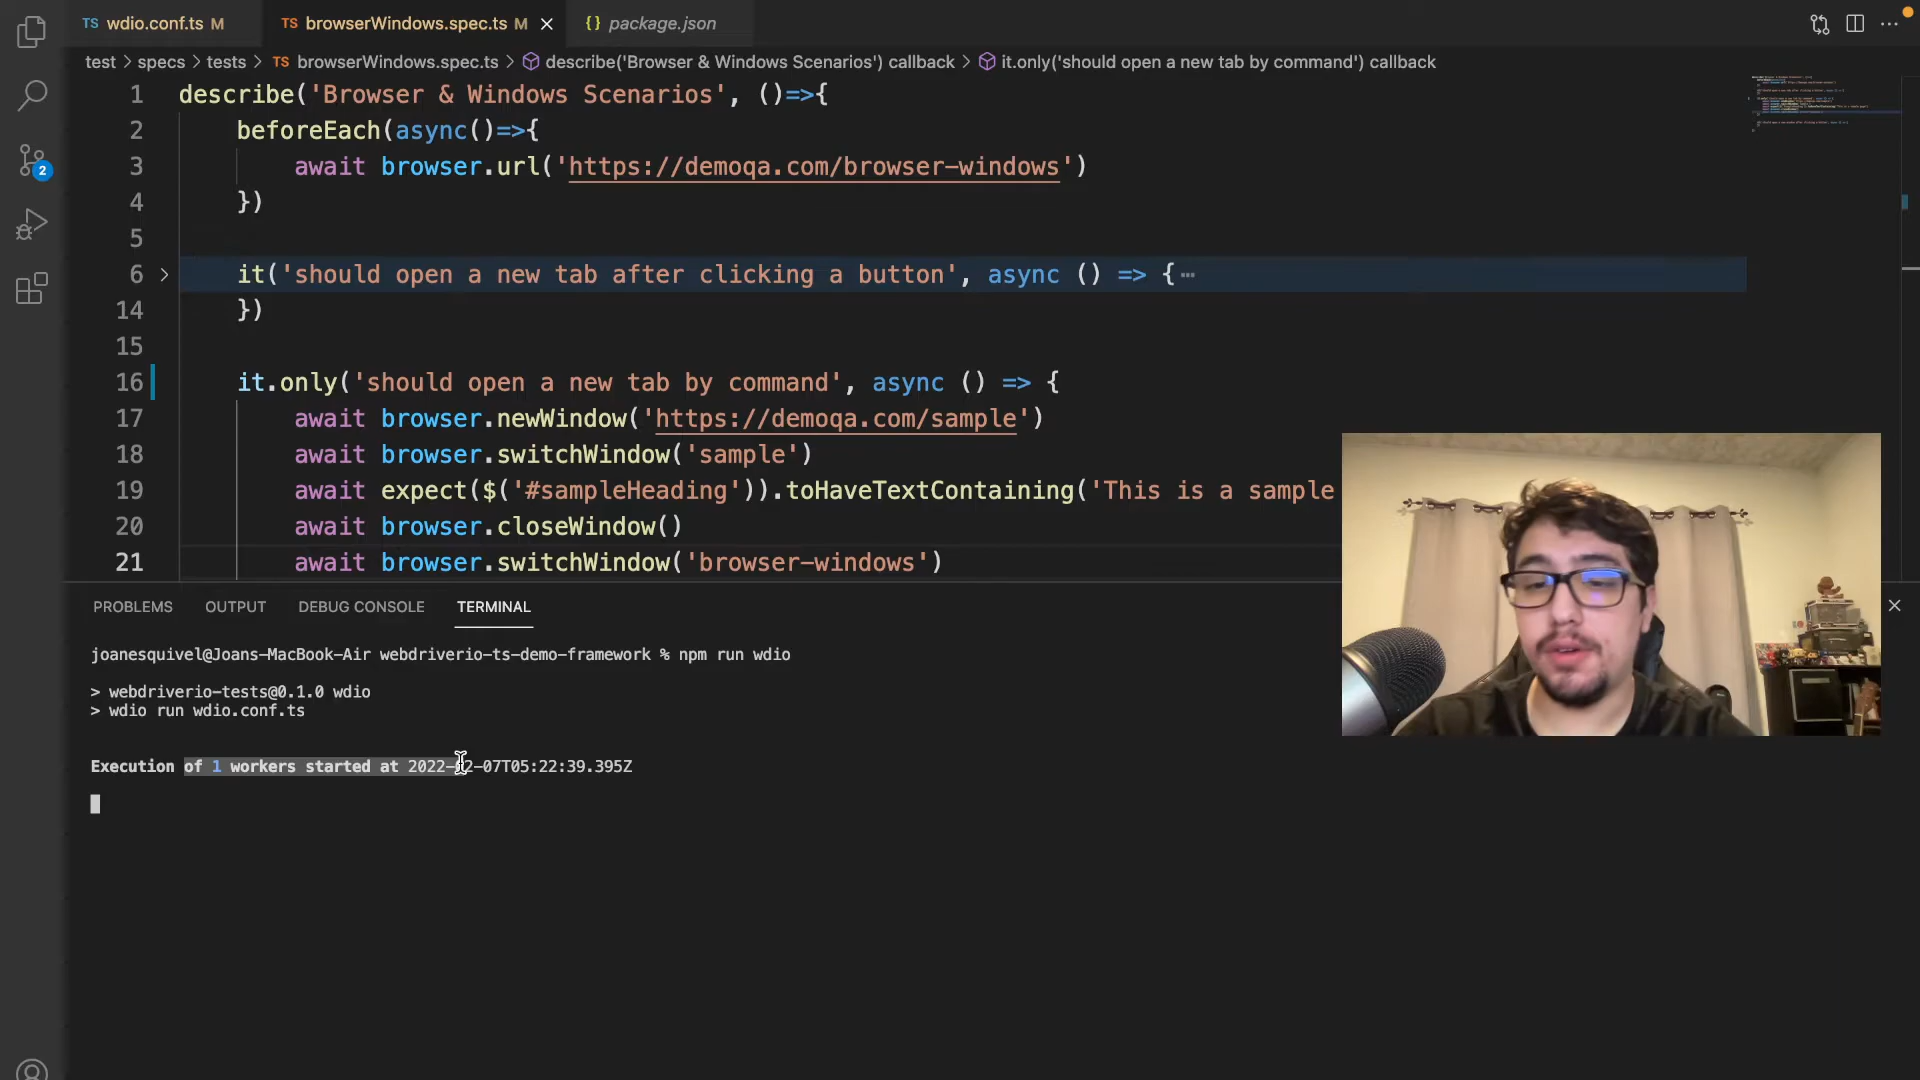 TS wdio.conf.ts M
TS browserWindows.spec.ts M
{} package.json
test > specs > tests > TS browserWindows.spec.ts > describe('Browser & Windows Scenarios') callback > it.only('should open a new tab by command') callback
1 describe('Browser & Windows Scenarios', ()=>{
2 beforeEach(async()=>{
3 await browser.url('https://demoqa.com/browser-windows')
4 })
5
6 it('should open a new tab after clicking a button', async () => {…
14 })
15
16 it.only('should open a new tab by command', async () => {
17 await browser.newWindow('https://demoqa.com/sample')
18 await browser.switchWindow('sample')
19 await expect($('#sampleHeading')).toHaveTextContaining('This is a sample
20 await browser.closeWindow()
21 await browser.switchWindow('browser-windows')
2
PROBLEMS OUTPUT DEBUG CONSOLE TERMINAL
joanesquivel@Joans-MacBook-Air webdriverio-ts-demo-framework % npm run wdio
> webdriverio-tests@0.1.0 wdio
> wdio run wdio.conf.ts
Execution of 1 workers started at 2022-12-07T05:22:39.395Z